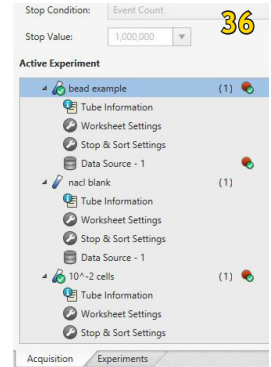 Stop Condition: Event Count
36
Stop Value: 1,000,000
Active Experiment
bead example (1)
Tube Information
Worksheet Settings
Stop & Sort Settings
Data Source - 1
nacl blank (1)
Tube Information
Worksheet Settings
Stop & Sort Settings
Data Source - 1
10^-2 cells (1)
Tube Information
Worksheet Settings
Stop & Sort Settings
Acquisition Experiments